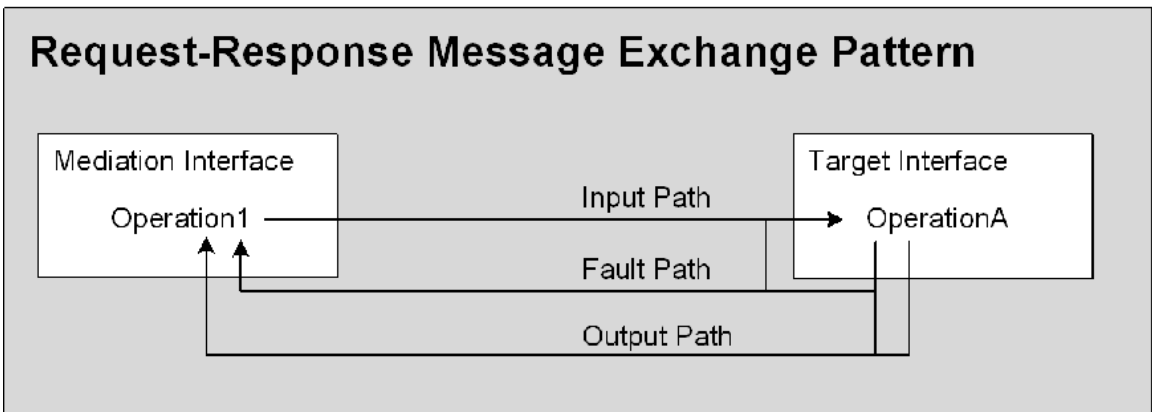 Request-Response Message Exchange Pattern
Mediation Interface
Target Interface
Input Path
Operation1
OperationA
Fault Path
Output Path